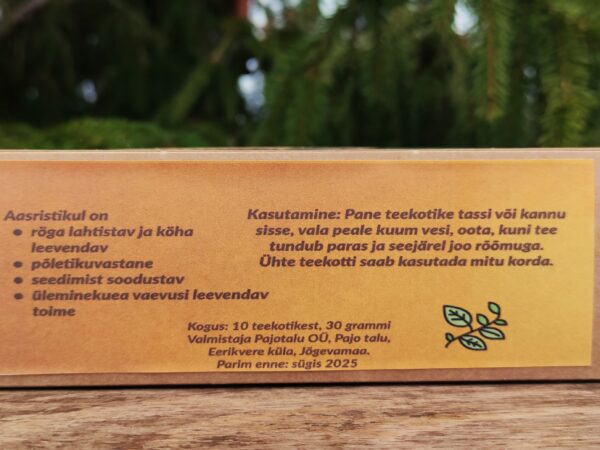 Aasristikul on
● röga lahtistav ja köha
leevendav
● põletikuvastane
● seedimist soodustav
● üleminekuea vaevusi leevendav
toime
Kasutamine: Pane teekotike tassi või kannu
sisse, vala peale kuum vesi, oota, kuni tee
tundub paras ja seejärel joo rõõmuga.
Ühte teekotti saab kasutada mitu korda.
Kogus: 10 teekotikest, 30 grammi
Valmistaja Pajotalu OÜ, Pajo talu,
Eerikvere küla, Jõgevamaa.
Parim enne: sügis 2025